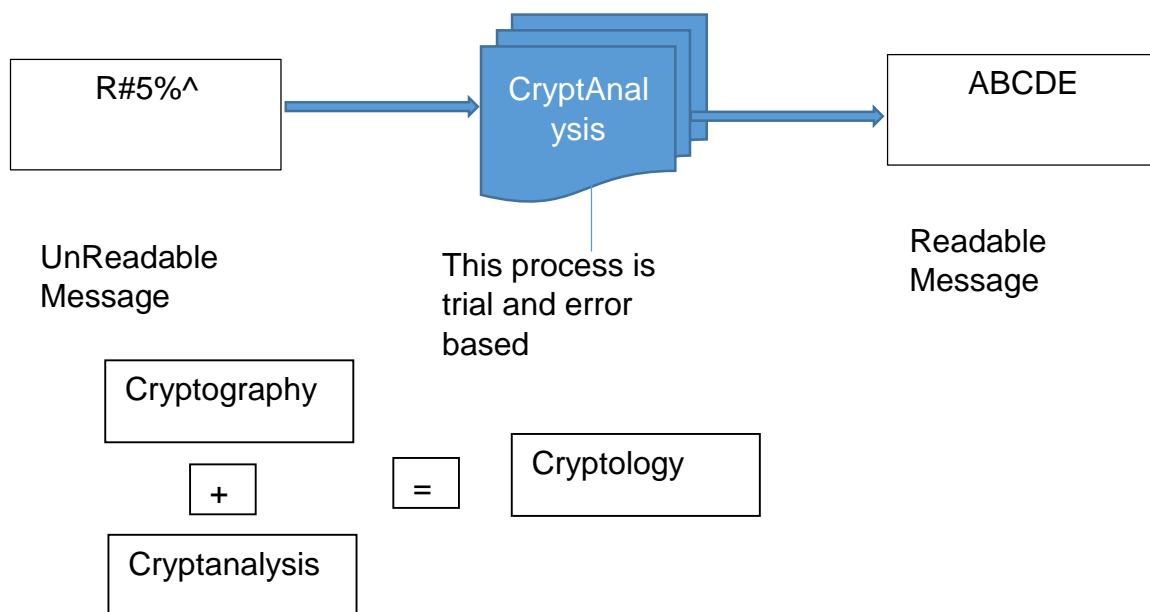 R#5%^
CryptAnal
ysis
ABCDE
UnReadable
Message
This process is
trial and error
based
Readable
Message
Cryptography
+
=
Cryptology
Cryptanalysis